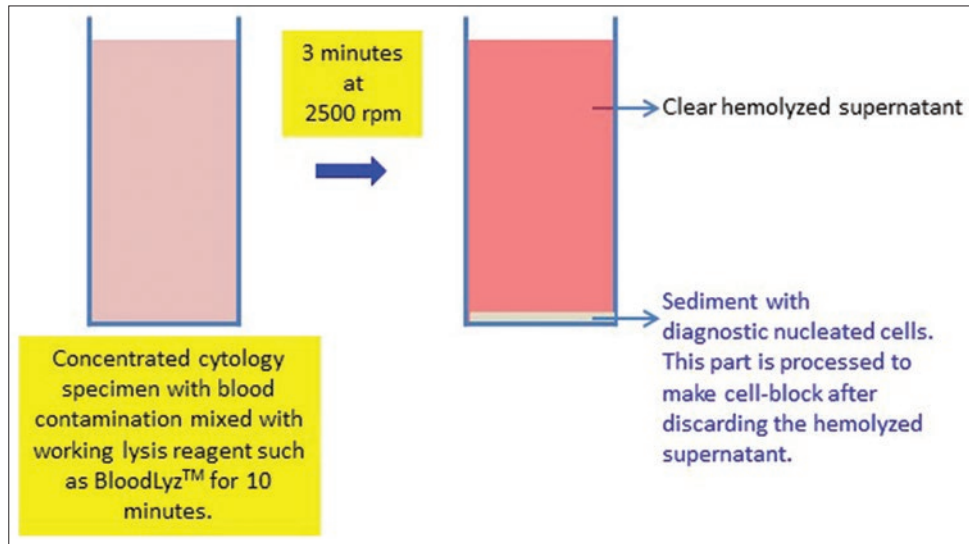 3 minutes
at
2500 rpm
Clear hemolyzed supernatant
Sediment with
diagnostic nucleated cells.
This part is processed to
make cell-block after
discarding the hemolyzed
supernatant.
Concentrated cytology
specimen with blood
contamination mixed with
working lysis reagent such
as BloodLyz™ for 10
minutes.